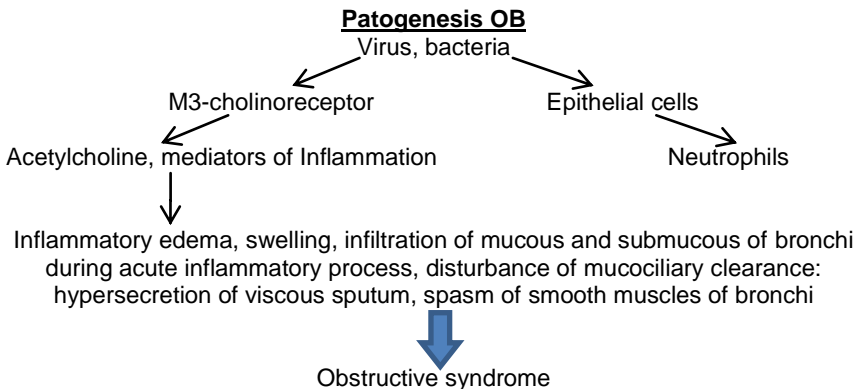 Patogenesis OB
Virus, bacteria
M3-cholinoreceptor
Epithelial cells
Acetylcholine, mediators of Inflammation
Neutrophils
Inflammatory edema, swelling, infiltration of mucous and submucous of bronchi
during acute inflammatory process, disturbance of mucociliary clearance:
hypersecretion of viscous sputum, spasm of smooth muscles of bronchi
Obstructive syndrome